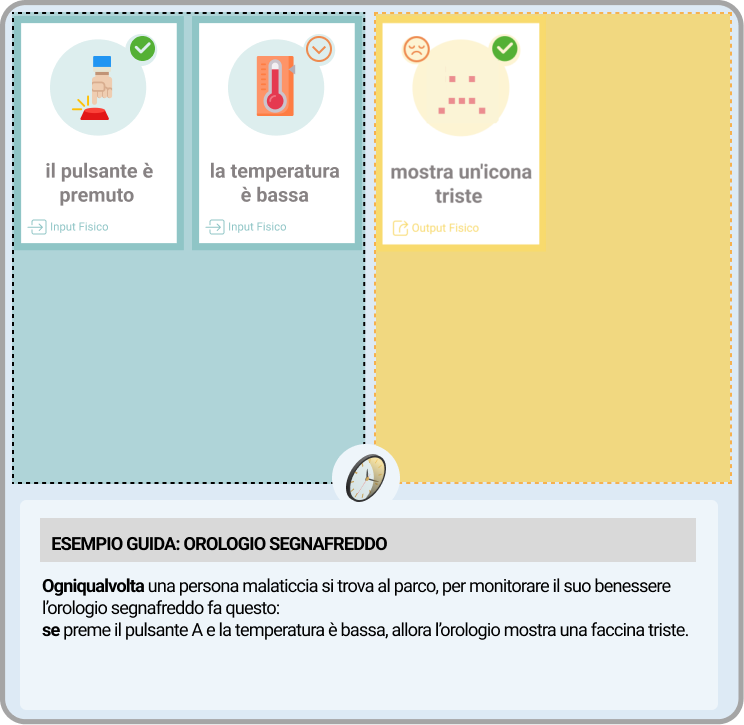 il pulsante è
premuto
Input Fisico
la temperatura
è bassa
Input Fisico
mostra un'icona
triste
Output Fisico
ESEMPIO GUIDA: OROLOGIO SEGNAFREDDO
Ogniqualvolta una persona malaticcia si trova al parco, per monitorare il suo benessere
l'orologio segnafreddo fa questo:
se preme il pulsante A e la temperatura è bassa, allora l'orologio mostra una faccina triste.